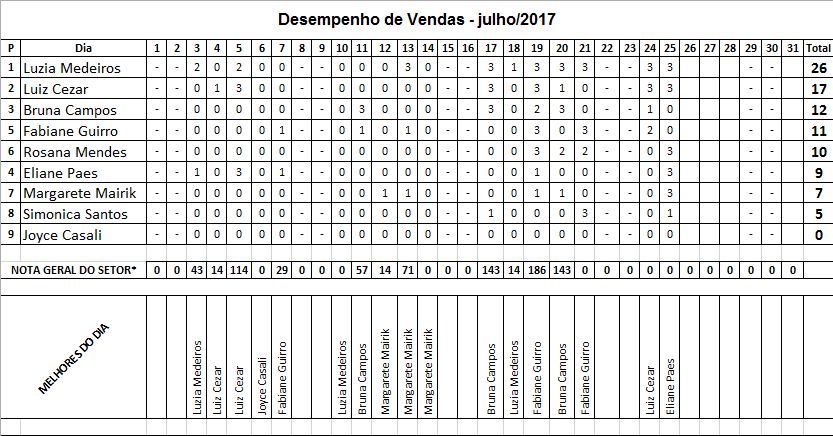 Desempenho de Vendas - julho/2017
P Dia 1 2 3 4 5 6 7 8 9 10 11 12 13 14 15 16 17 18 19 20 21 22 23 24 25 26 27 28 29 30 31 Total
1 Luzia Medeiros - - 2 0 2 0 0 - - 0 0 0 3 0 - - 3 1 3 3 3 - - 3 3 - - 26
2 Luiz Cezar - - 0 1 3 0 0 - - 0 0 0 0 0 - - 3 0 3 1 0 - - 3 3 - - 17
3 Bruna Campos - - 0 0 0 0 0 - - 0 3 0 0 0 - - 3 0 2 3 0 - - 1 0 - - 12
5 Fabiane Guirro - - 0 0 0 0 1 - - 0 1 0 1 0 - - 0 0 3 0 3 - - 2 0 - - 11
6 Rosana Mendes - - 0 0 0 0 0 - - 0 0 0 0 0 - - 0 0 3 2 2 - - 0 3 - - 10
4 Eliane Paes - - 1 0 3 0 1 - - 0 0 0 0 0 - - 0 0 1 0 0 - - 0 3 - - 9
7 Margarete Mairik - - 0 0 0 0 0 - - 0 0 1 1 0 - - 0 0 1 1 0 - - 0 3 - - 7
8 Simonica Santos - - 0 0 0 0 0 - - 0 0 0 0 0 - - 1 0 0 0 3 - - 0 1 - - 5
9 Joyce Casali - - 0 0 0 0 0 - - 0 0 0 0 0 - - 0 0 0 0 0 - - 0 0 - - 0
NOTA GERAL DO SETOR* 0 0 43 14 114 0 29 0 0 0 57 14 71 0 0 0 143 14 186 143 0 0 0 0 0 0 0 0 0 0 0
MELHORES DO DIA
Luzia Medeiros
Luiz Cezar
Luiz Cezar
Joyce Casali
Fabiane Guirro
Luzia Medeiros
Bruna Campos
Margarete Mairik
Margarete Mairik
Margarete Mairik
Bruna Campos
Luzia Medeiros
Fabiane Guirro
Bruna Campos
Fabiane Guirro
Luiz Cezar
Eliane Paes